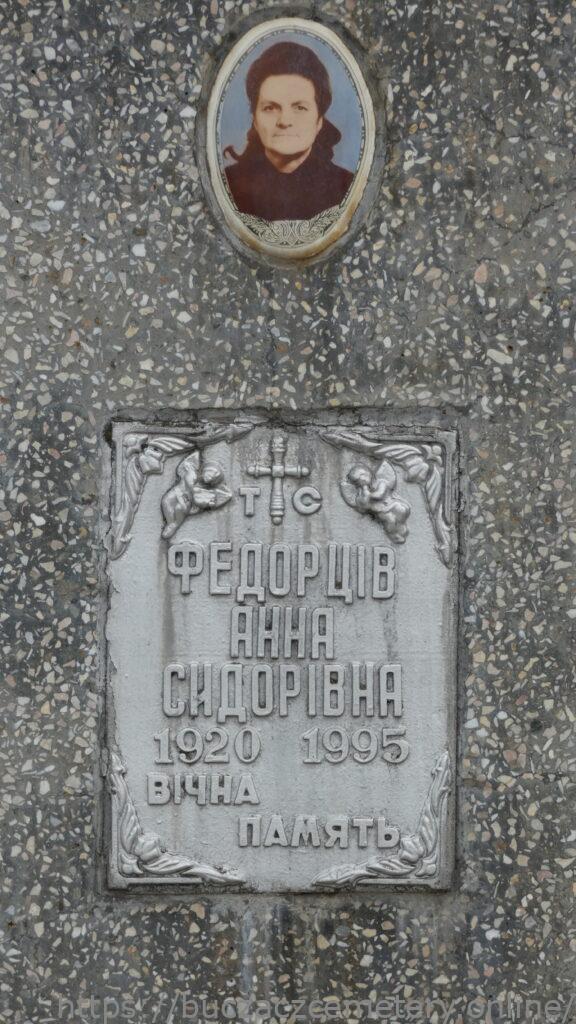 Т С
ФЕДОРЦІВ
АННА
СИДОРІВНА
1920 1995
ВІЧНА
ПАМЯТЬ
https://buczaczcemetery.online/